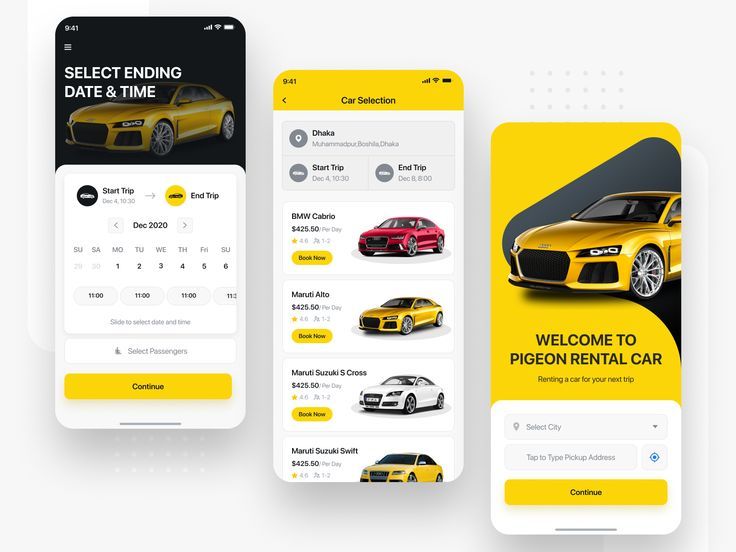 9:41
SELECT ENDING
DATE & TIME
Start Trip
Dec 4, 10:30
End Trip
Dec 2020
SU SA MO TU WE TH Fri SU
29 30 1 2 3 4 5 6
11:00 11:00 11:00 11:3
Slide to select date and time
Select Passengers
Continue
9:41
Car Selection
Dhaka
Muhammadpur,Boshila,Dhaka
Start Trip
Dec 4, 10:30
End Trip
Dec 8, 8:00
BMW Cabrio
$425.50/ Per Day
4.6 1-2
Book Now
Maruti Alto
$425.50/ Per Day
4.6 1-2
Book Now
Maruti Suzuki S Cross
$425.50/ Per Day
4.6 1-2
Book Now
Maruti Suzuki Swift
$425.50/ Per Day
4.6 1-2
Book Now
WELCOME TO
PIGEON RENTAL CAR
Renting a car for your next trip
Select City
Tap to Type Pickup Address
Continue